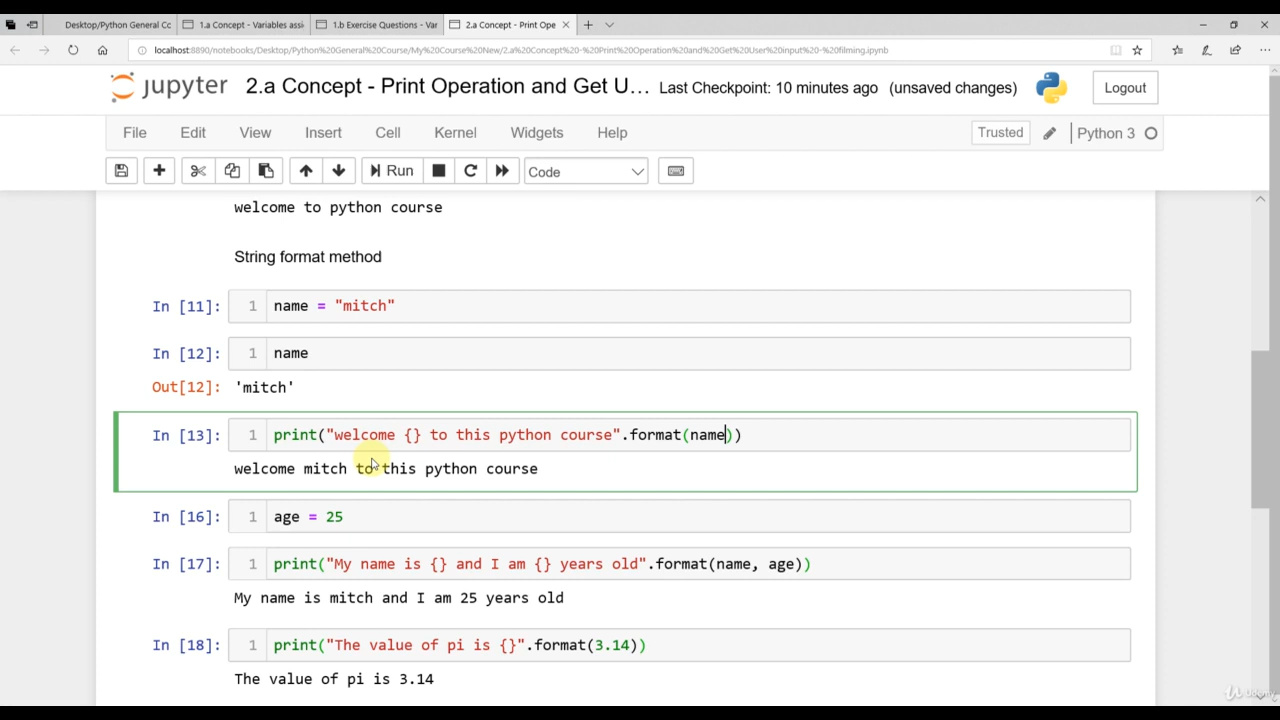 Desktop/Python General Cc
1.a Concept - Variables assi
1.b Exercise Questions - Var
2.a Concept - Print Ope
localhost:8890/notebooks/Desktop/Python%20General%20Course/My%20Course%20New/2.a%20Concept%20-%20Print%20Operation%20and%20Get%20User%20input%20-%20filming.ipynb
jupyter 2.a Concept - Print Operation and Get U... Last Checkpoint: 10 minutes ago (unsaved changes) Logout
File Edit View Insert Cell Kernel Widgets Help Trusted Python 3
Run Code
welcome to python course
String format method
In [11]: 1 name = "mitch"
In [12]: 1 name
Out[12]: 'mitch'
In [13]: 1 print("welcome {} to this python course".format(name))
welcome mitch to this python course
In [16]: 1 age = 25
In [17]: 1 print("My name is {} and I am {} years old".format(name, age))
My name is mitch and I am 25 years old
In [18]: 1 print("The value of pi is {}".format(3.14))
The value of pi is 3.14
Udemy